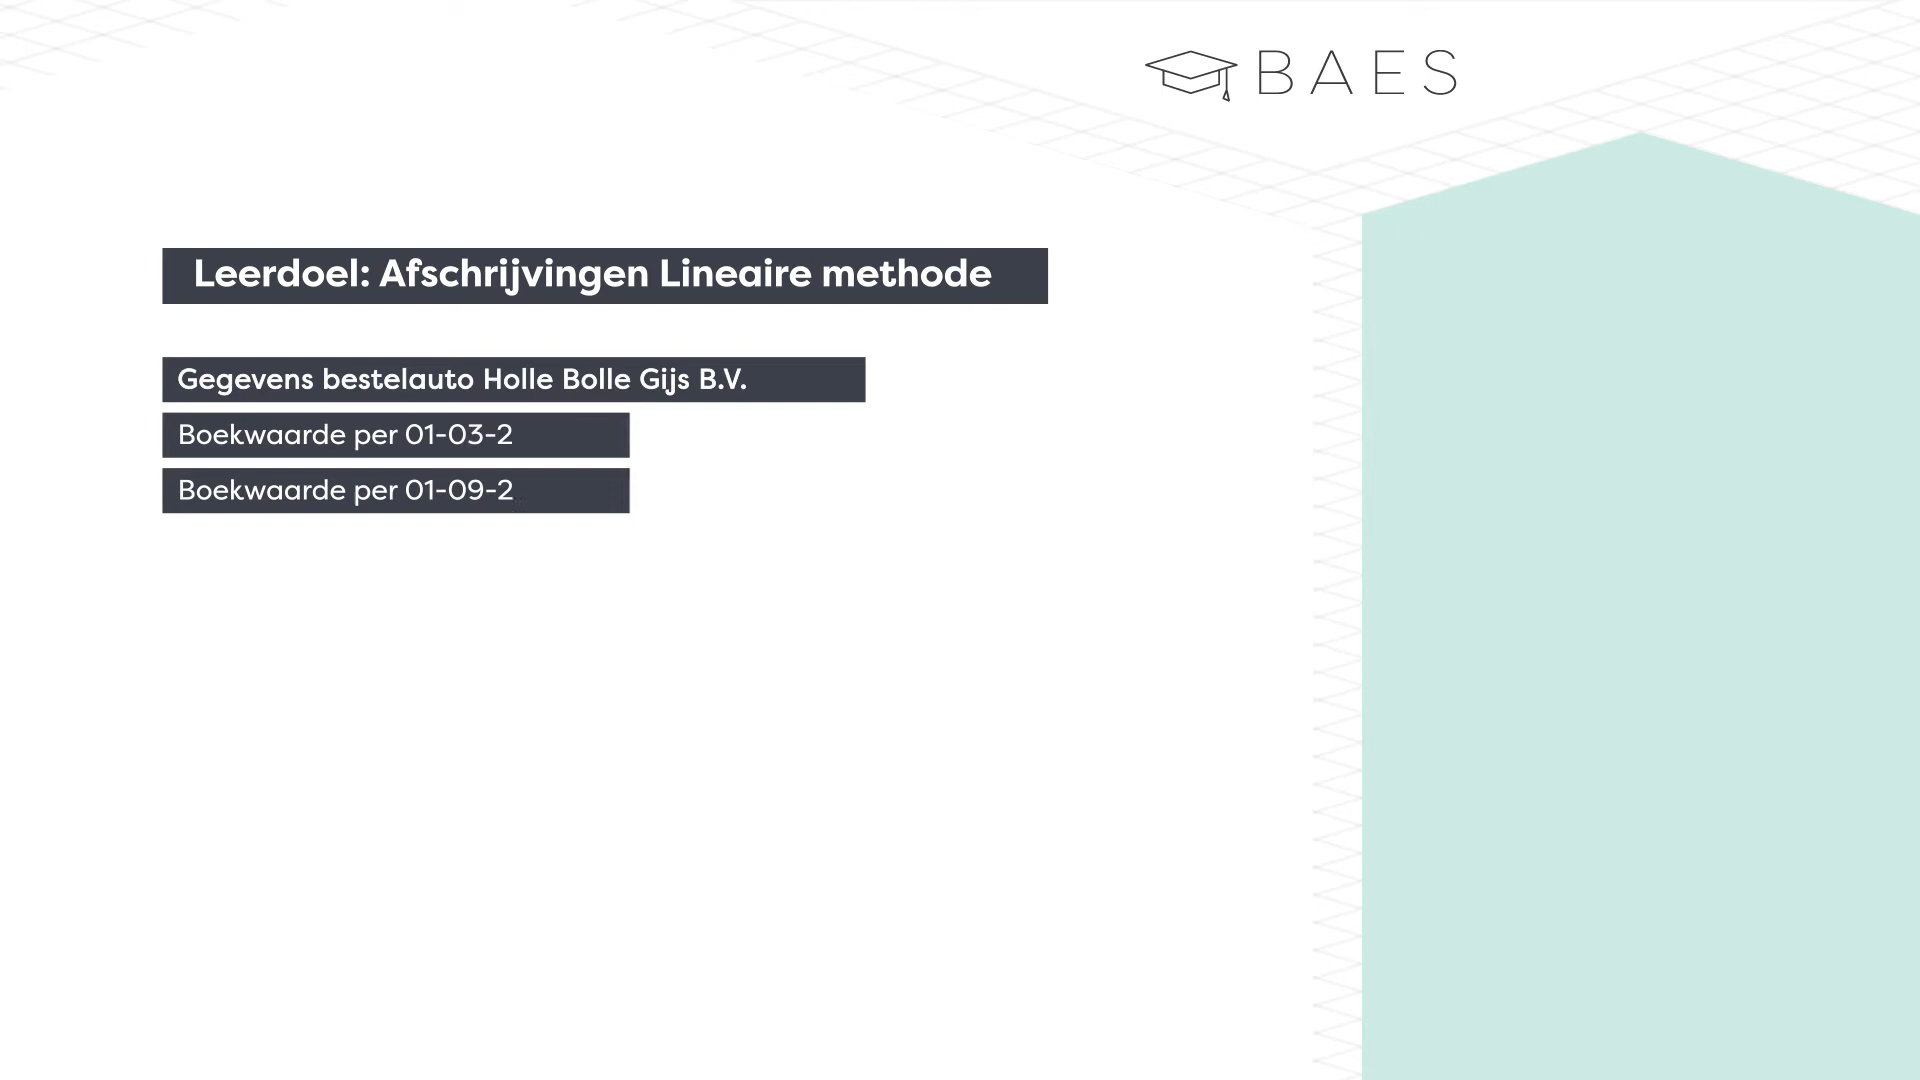 BAES
Leerdoel: Afschrijvingen Lineaire methode
Gegevens bestelauto Holle Bolle Gijs B.V.
Boekwaarde per 01-03-2
Boekwaarde per 01-09-2